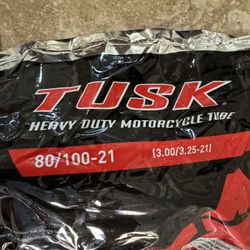 TUSK
HEAVY DUTY MOTORCYCLE TUBE
80/100-21 (3.00/3.25-21)